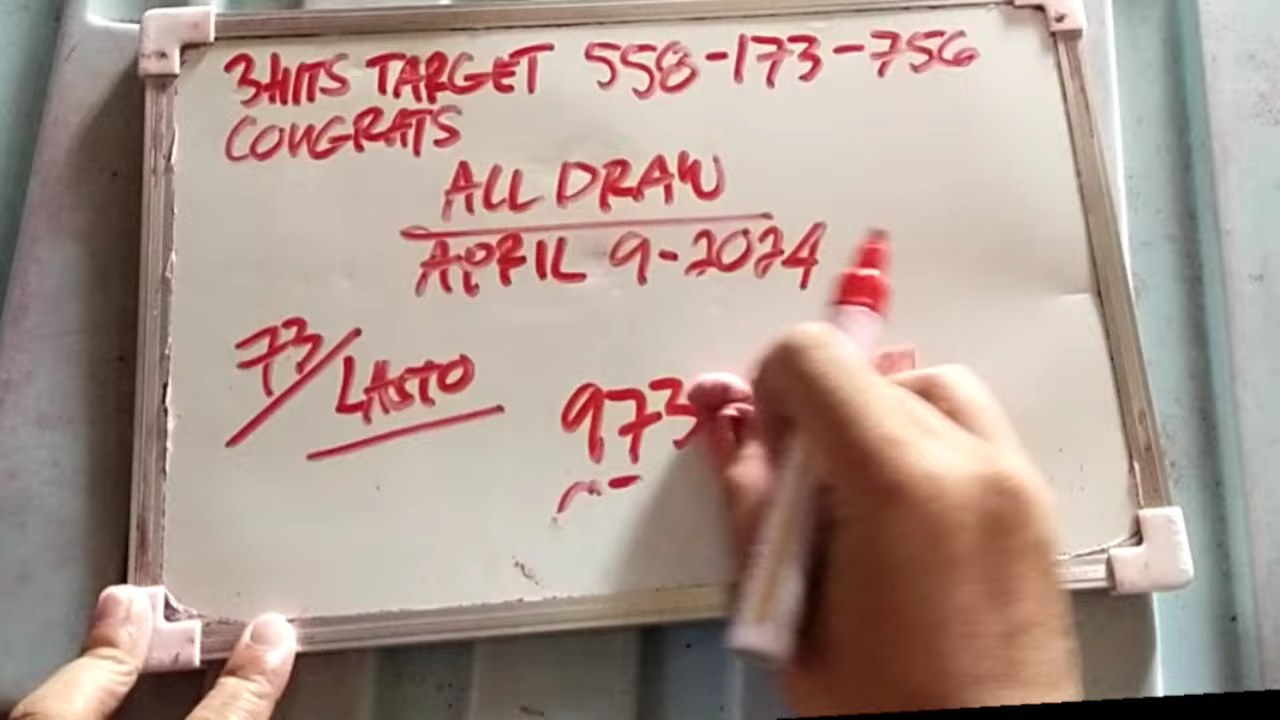 3HITS TARGET 558-173-756
CONGRATS
ALL DRAW
APRIL 9-2024
73/LASTO
973